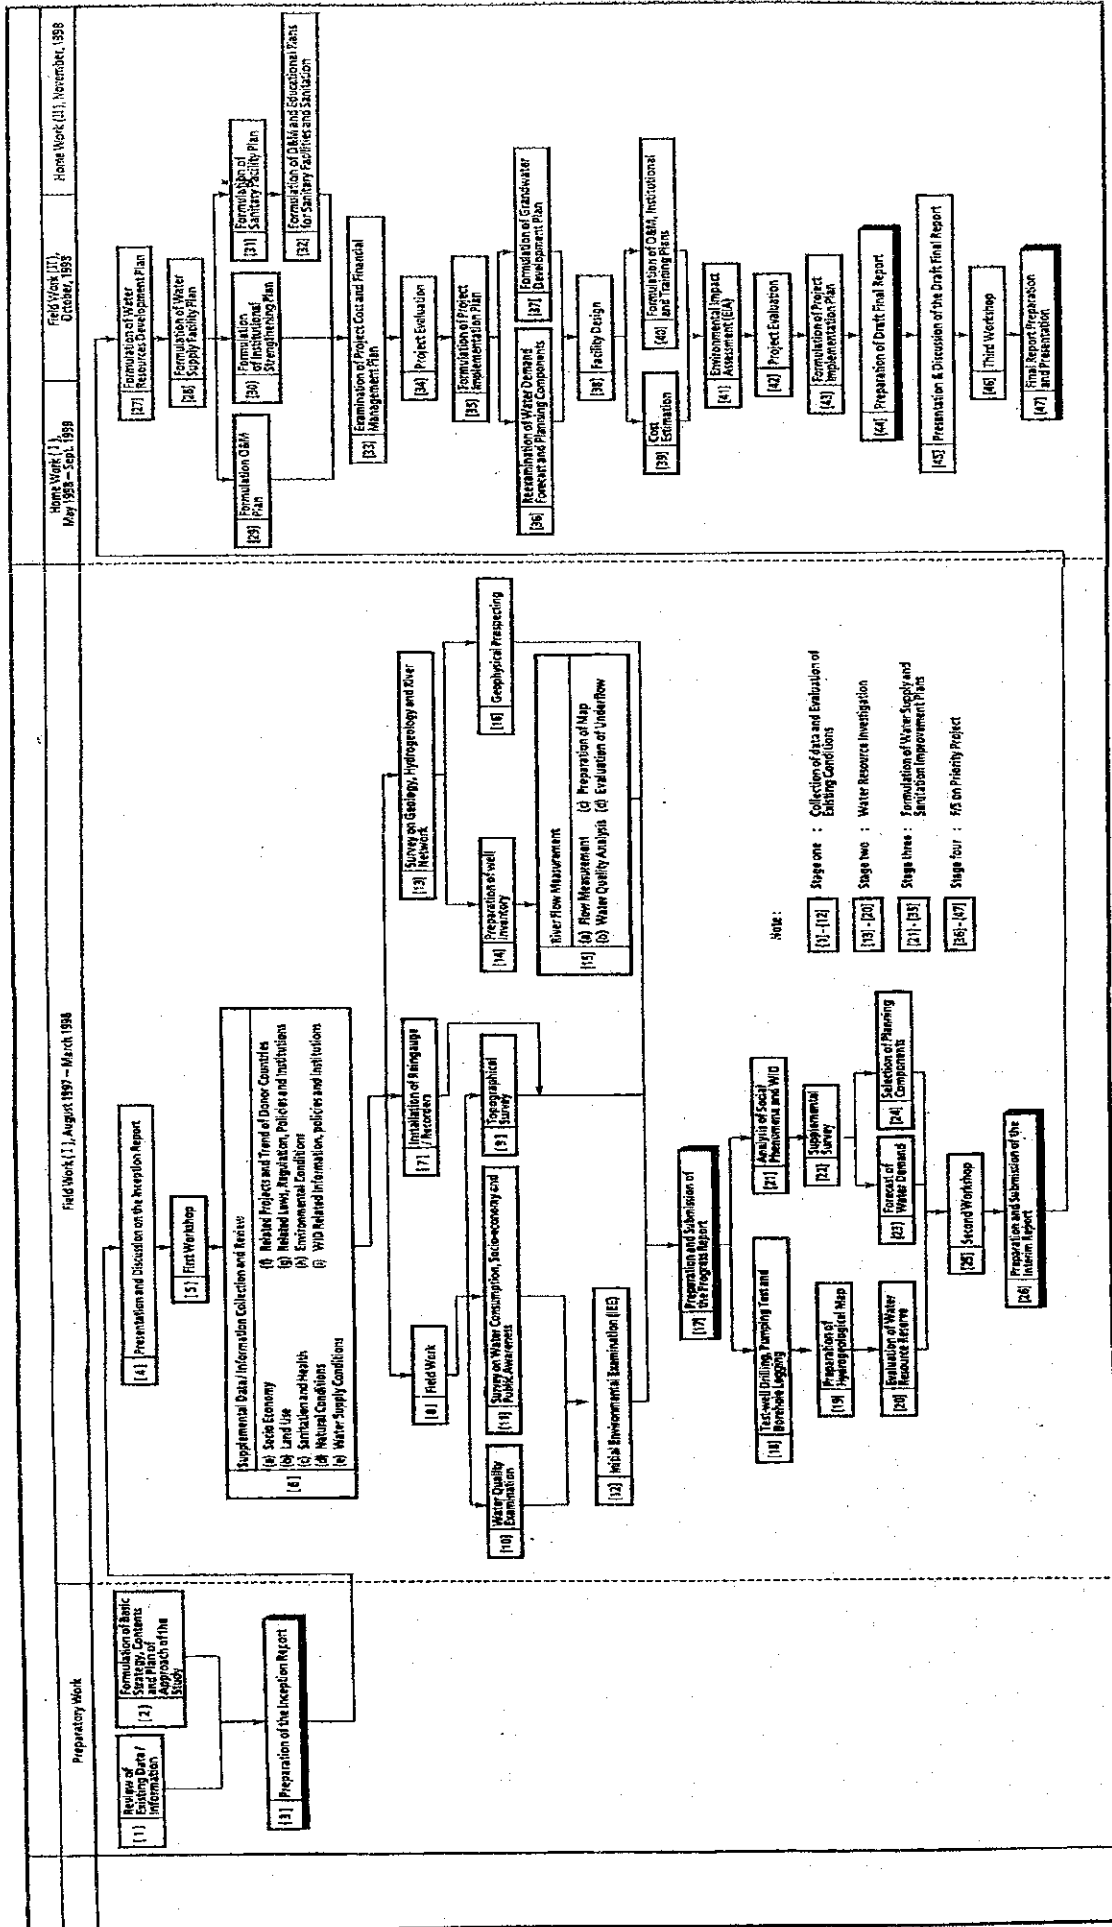 Preparatory Work
Field Work ( I ), August 1997 – March 1998
Home Work ( I ),
May 1998 – Sept. 1998
Field Work (II),
October, 1998
Home Work (II), November, 1998
[1] Review of
Existing Data/
Information
[2] Formulation of Basic
Strategy, Contents
and Plan of
Approach of the
Study
[3] Preparation of the Inception Report
[4] Presentation and Discussion on the Inception Report
[5] First Workshop
[6] Supplemental Data/Information Collection and Review
(a) Socio Economy
(b) Land Use
(c) Sanitation and Health
(d) Natural Conditions
(e) Water Supply Conditions
(f) Related Projects and Trend of Donor Countries
(g) Related Laws, Regulation, Policies and Institutions
(h) Environmental Conditions
(i) WID Related Information, policies and Institutions
[7] Installation of Raingauge
/ Recorders
[8] Field Work
[9] Topographical
Survey
[10] Water Quality
Examination
[11] Survey on Water Consumption, Socio-economy and
Public Awareness
[12] Initial Environmental Examination (IEE)
[13] Survey on Geology, Hydrogeology and River
Network
[14] Preparation of well
Inventory
[15] River Flow Measurement
(a) Flow Measurement
(b) Water Quality Analysis
(c) Preparation of Map
(d) Evaluation of Underflow
[16] Geophysical Prospecting
[17] Preparation and Submission of
the Progress Report
[18] Test-well Drilling, Pumping Test and
Borehole Logging
[19] Preparation of
Hydrogeological Map
[20] Evaluation of Water
Resource Reserve
[21] Analysis of Social
Phenomena and WID
[22] Supplemental
Survey
[23] Forecast of
Water Demand
[24] Selection of Planning
Components
[25] Second Workshop
[26] Preparation and Submission of the
Interim Report
Note :
[1] - [12] Stage one : Collection of data and Evaluation of
Existing Conditions
[13] - [20] Stage two : Water Resource Investigation
[21] - [35] Stage three : Formulation of Water Supply and
Sanitation Improvement Plans
[36] - [47] Stage four : F/S on Priority Project
[27] Formulation of Water
Resources Development Plan
[28] Formulation of Water
Supply Facility Plan
[29] Formulation O&M
Plan
[30] Formulation
of Institutional
Strengthening Plan
[31] Formulation of
Sanitary Facility Plan
[32] Formulation of O&M and Educational Plans
for Sanitary Facilities and Sanitation
[33] Examination of Project Cost and Financial
Management Plan
[34] Project Evaluation
[35] Formulation of Project
Implementation Plan
[36] Reexamination of Water Demand
Forecast and Planning Components
[37] Formulation of Grandwater
Development Plan
[38] Facility Design
[39] Cost
Estimation
[40] Formulation of O&M, Institutional
and Training Plans
[41] Environmental Impact
Assessment (EIA)
[42] Project Evaluation
[43] Formulation of Project
Implementation Plan
[44] Preparation of Draft Final Report
[45] Presentation & Discussion of the Draft Final Report
[46] Third Workshop
[47] Final Report Preparation
and Presentation